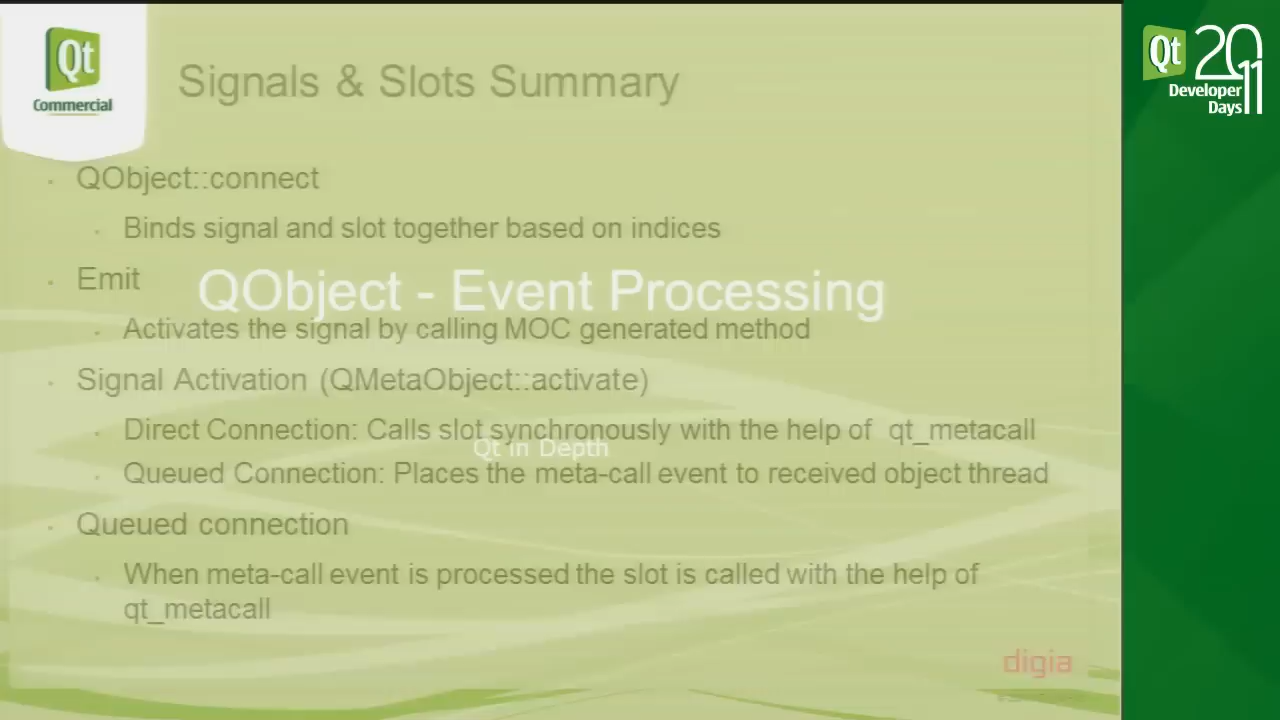 Qt
Commercial
Signals & Slots Summary
QObject::connect
Binds signal and slot together based on indices
Emit
QObject - Event Processing
Activates the signal by calling MOC generated method
Signal Activation (QMetaObject::activate)
Direct Connection: Calls slot synchronously with the help of qt_metacall
Qt in Depth
Queued Connection: Places the meta-call event to received object thread
Queued connection
When meta-call event is processed the slot is called with the help of
qt_metacall
digia
Qt 2011
Developer
Days